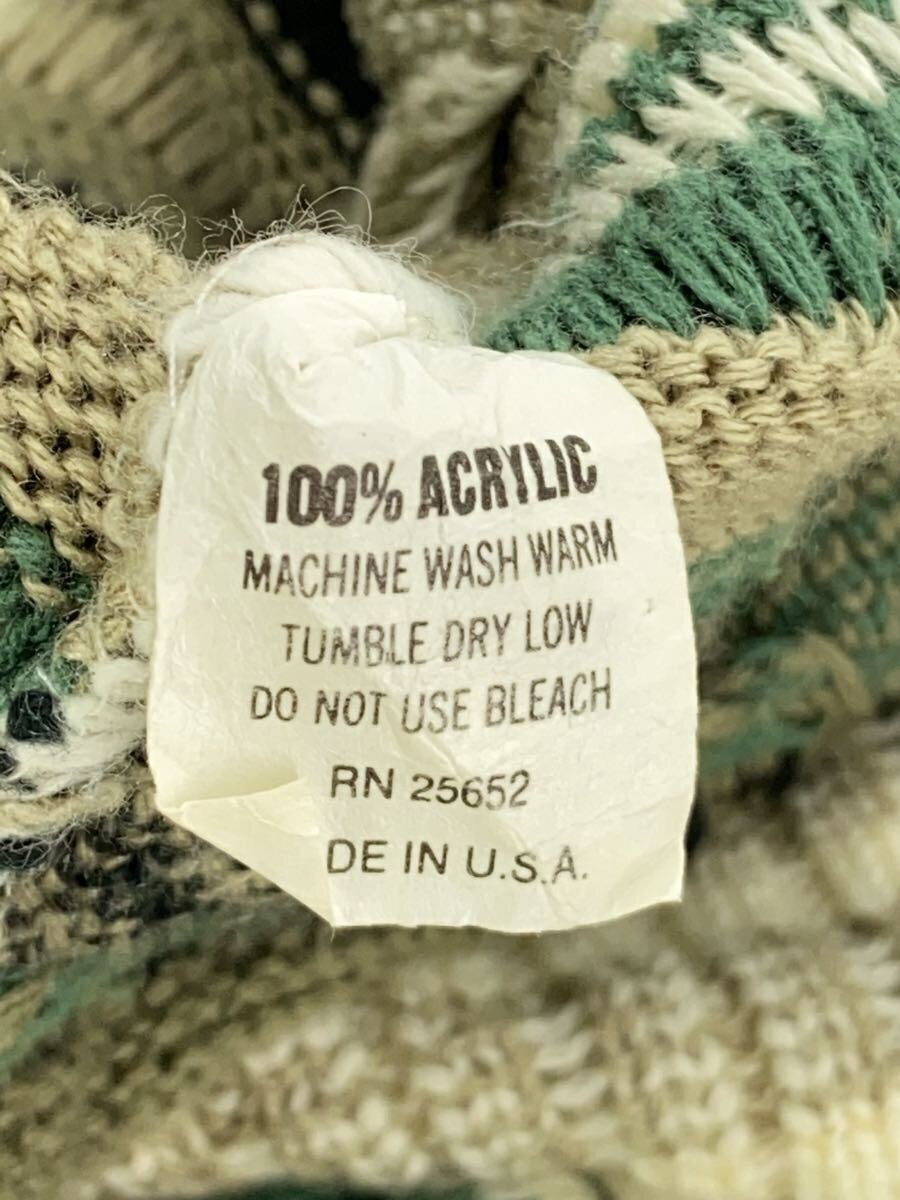 100% ACRYLIC
MACHINE WASH WARM
TUMBLE DRY LOW
DO NOT USE BLEACH
RN 25652
DE IN U.S.A.